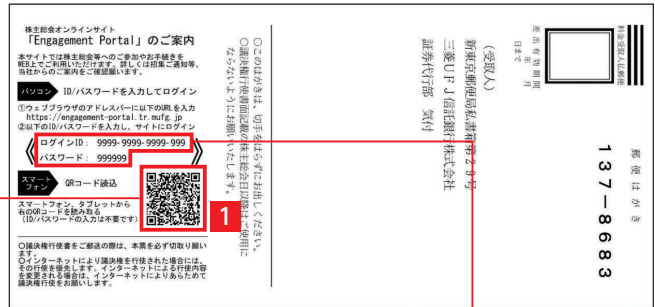 株主総会オンラインサイト
「Engagement Portal」のご案内
本サイトでは株主総会等へのご参加やお手続きを
WEB上でご利用いただけます。詳しくは招集ご通知等、
当社からのご案内をご確認願います。
パソコン ID/パスワードを入力してログイン
①ウェブブラウザのアドレスバーに以下のURLを入力
https://engagement-portal.tr.mufg.jp
②以下のID/パスワードを入力し、サイトにログイン
ログインID: 9999-9999-9999-999
パスワード: 999999
スマートフォン QRコード読込
スマートフォン、タブレットから
右のQRコードを読み取る
(ID/パスワードの入力は不要です)
1
○議決権行使書をご郵送の際は、本票を必ず切取り願い
ます。
○インターネットにより議決権を行使された場合には、
その行使を優先します。インターネットによる行使内容
を変更される場合は、インターネットによりあらためて
議決権行使をお願いします。
料金受取人払郵便
差出有効期間
年 月
日まで
郵便はがき
137-8683
(受取人)
新東京郵便局私書箱第29号
三菱UFJ信託銀行株式会社
証券代行部 気付
○このはがきは、切手をはらずにお出しください。
○議決権行使書面記載の株主総会日以降はご使用に
ならないようにお願いいたします。